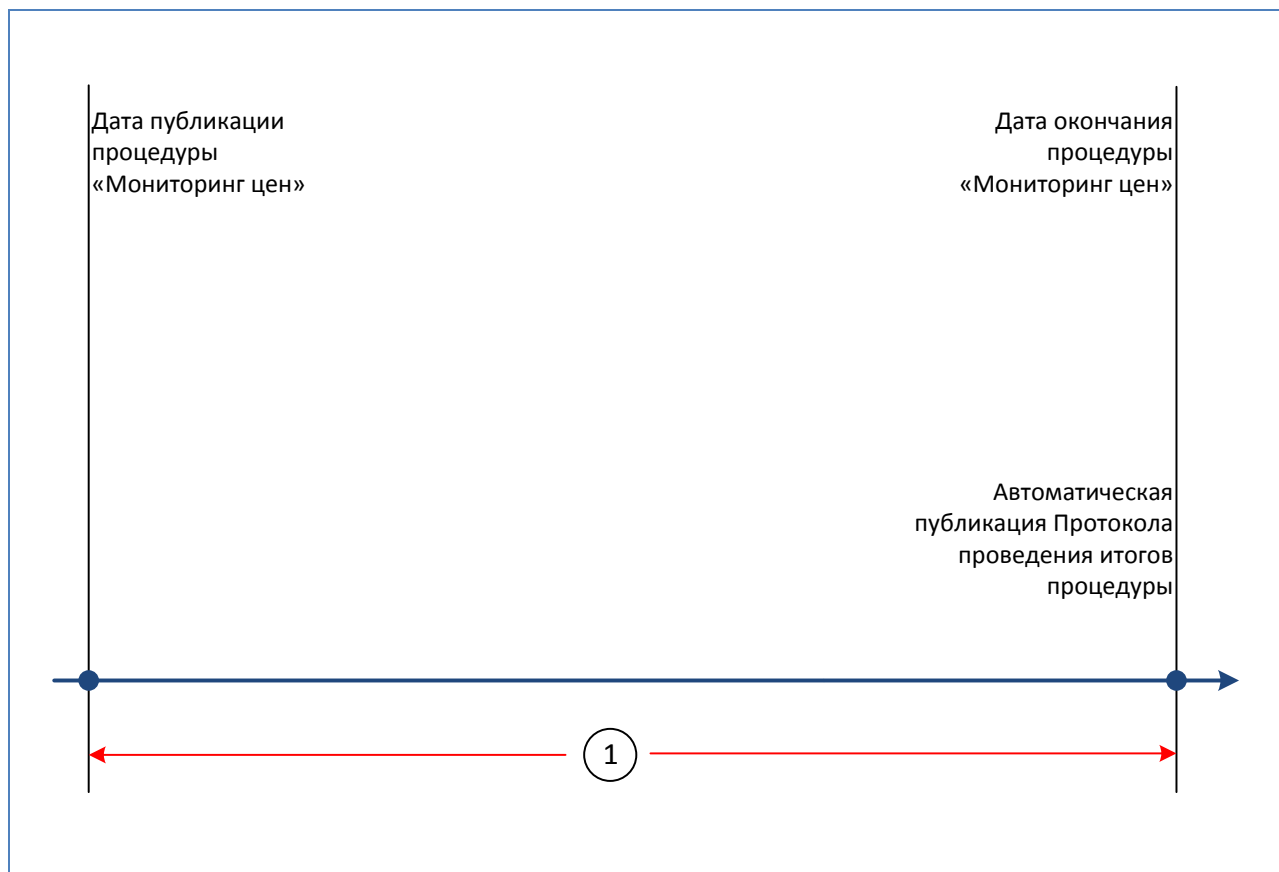 Дата публикации
процедуры
«Мониторинг цен»
Дата окончания
процедуры
«Мониторинг цен»
Автоматическая
публикация Протокола
проведения итогов
процедуры
1